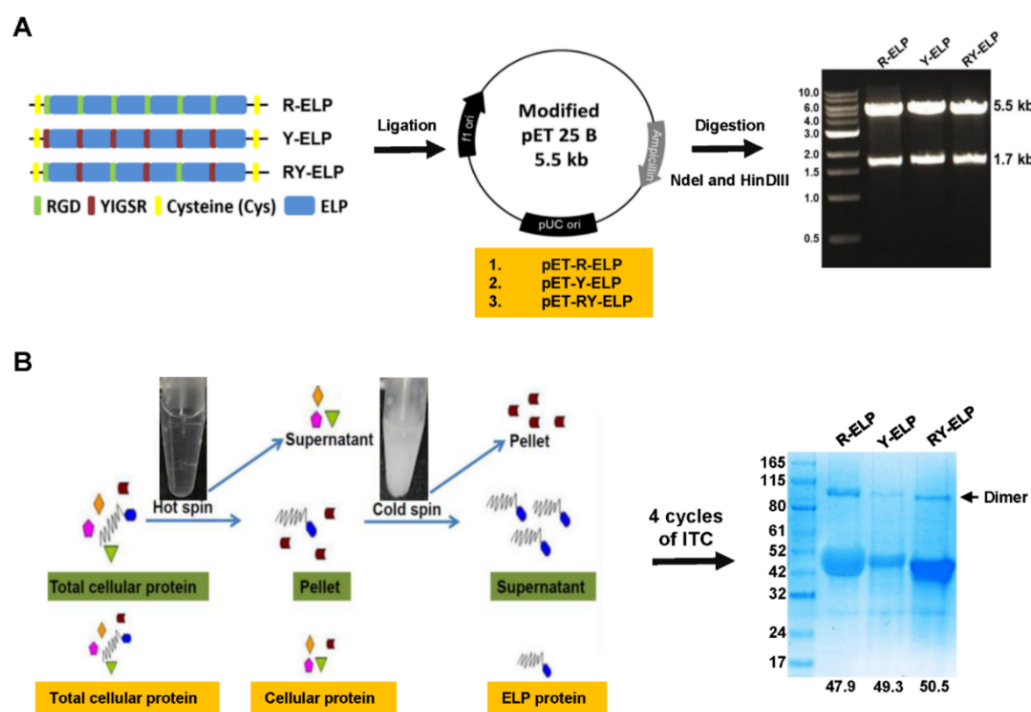 A
R-ELP
Y-ELP
RY-ELP
RGD YIGSR Cysteine (Cys) ELP
Ligation
f1 ori
Modified
pET 25 B
5.5 kb
Ampicillin
pUC ori
1. pET-R-ELP
2. pET-Y-ELP
3. pET-RY-ELP
Digestion
NdeI and HinDIII
R-ELP Y-ELP RY-ELP
10.0
6.0
3.0
2.0
1.5
1.0
0.5
5.5 kb
1.7 kb
B
Hot spin
Supernatant
Cold spin
Pellet
Total cellular protein
Pellet
Supernatant
Total cellular protein
Cellular protein
ELP protein
4 cycles
of ITC
R-ELP Y-ELP RY-ELP
165
115
80
63
52
42
32
24
17
Dimer
47.9 49.3 50.5